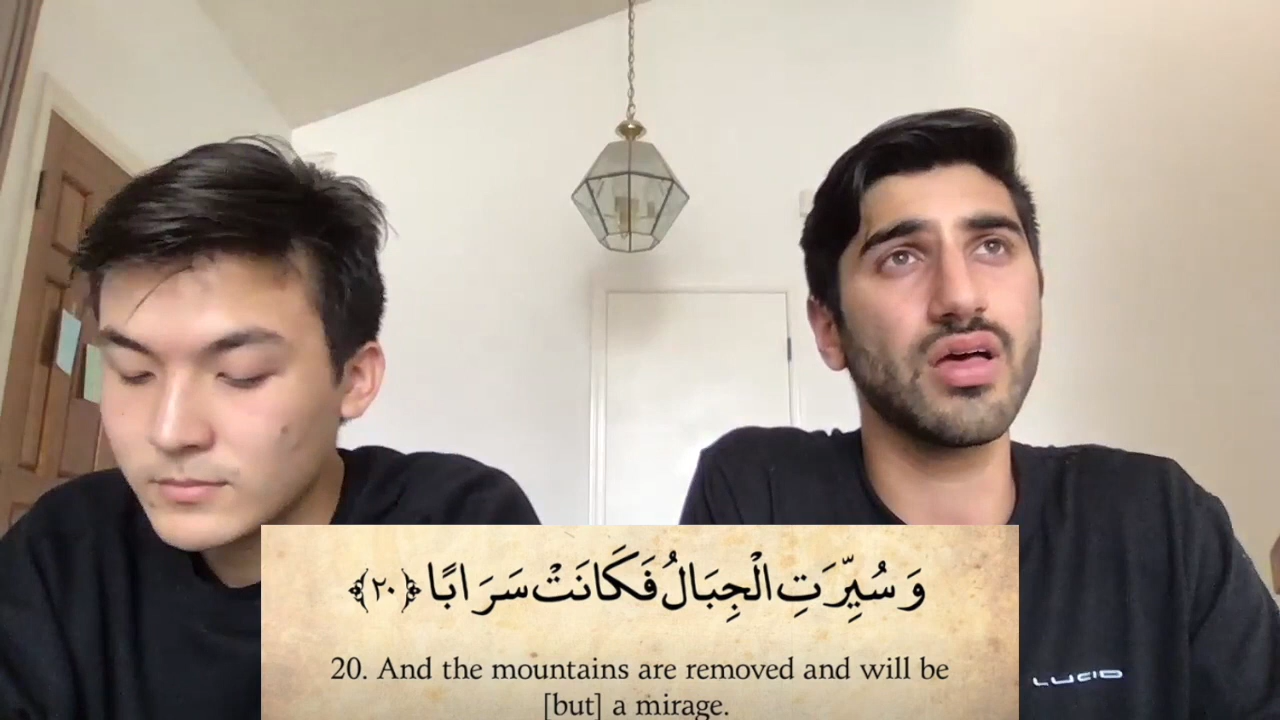 وَسُيِّرَتِ الْجِبَالُ فَكَانَتْ سَرَابًا ﴿٢٠﴾
20. And the mountains are removed and will be
[but] a mirage.
LUCID